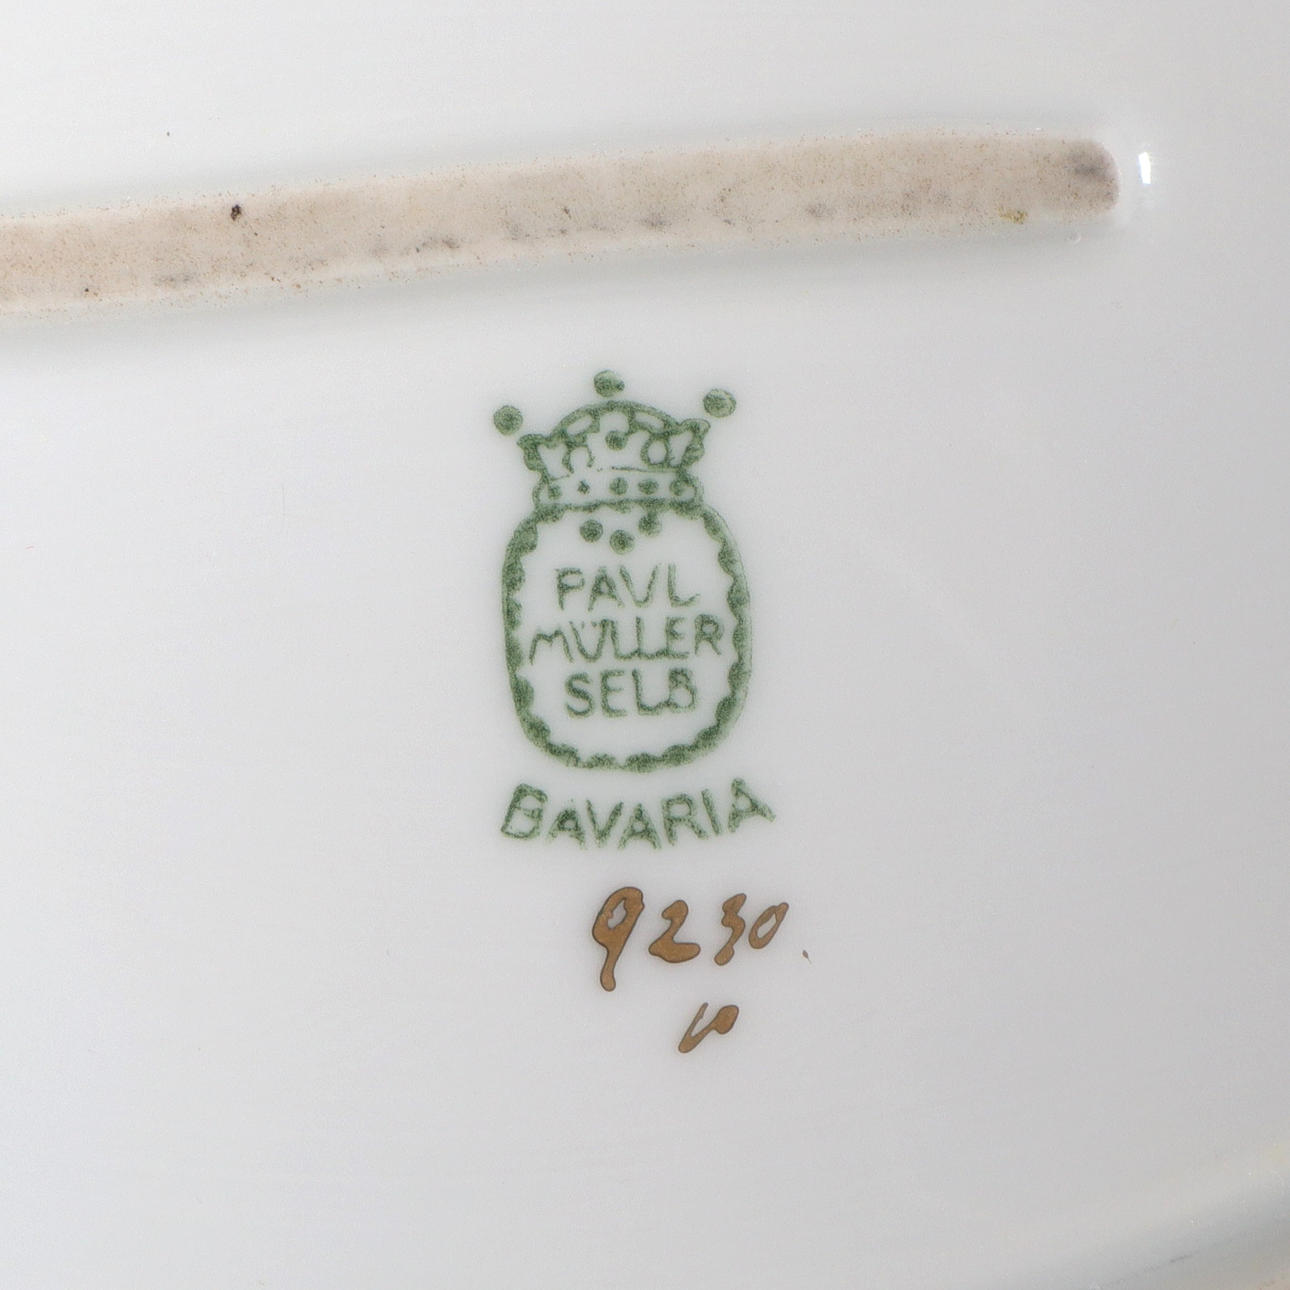 PAUL
MÜLLER
SELB
BAVARIA
9230.